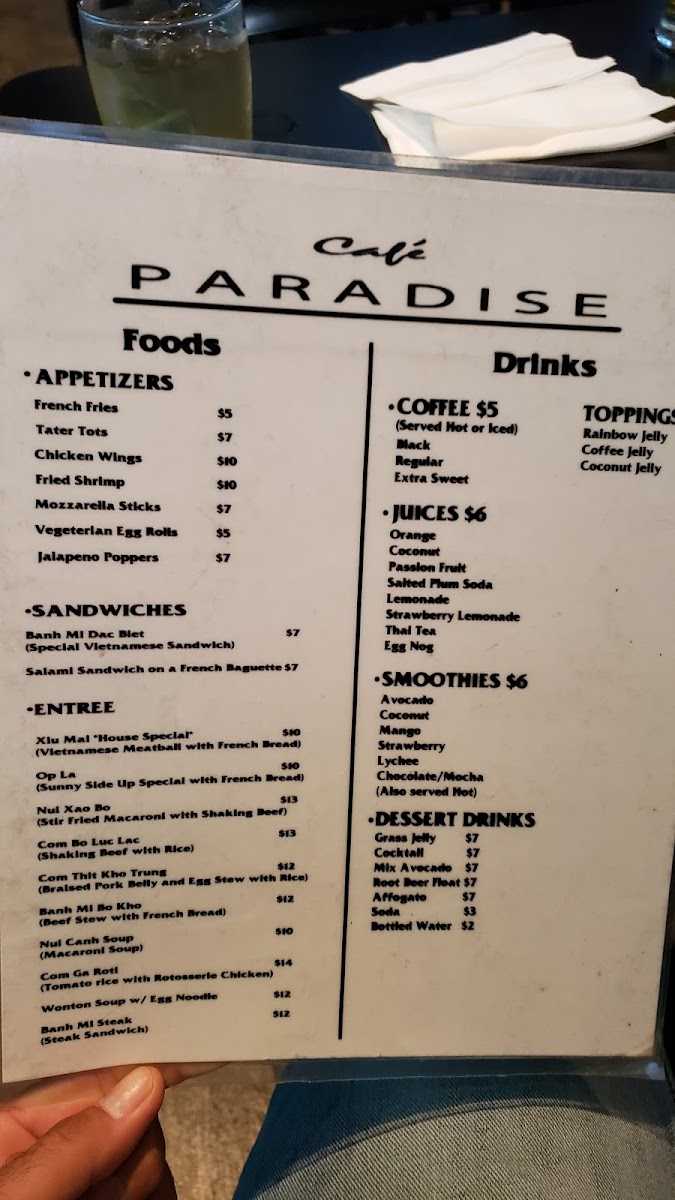 Café
PARADISE
Foods
• APPETIZERS
French Fries $5
Tater Tots $7
Chicken Wings $10
Fried Shrimp $10
Mozzarella Sticks $7
Vegeterian Egg Rolls $5
Jalapeno Poppers $7
•SANDWICHES
Banh Mi Dac Biet $7
(Special Vietnamese Sandwich)
Salami Sandwich on a French Baguette $7
•ENTREE
Xiu Mai "House Special" $10
(Vietnamese Meatball with French Bread)
Op La $10
(Sunny Side Up Special with French Bread)
Nui Xao Bo $13
(Stir Fried Macaroni with Shaking Beef)
Com Bo Luc Lac $13
(Shaking Beef with Rice)
Com Thit Kho Trung $12
(Braised Pork Belly and Egg Stew with Rice)
Banh Mi Bo Kho $12
(Beef Stew with French Bread)
Nui Canh Soup $10
(Macaroni Soup)
Com Ga Roti $14
(Tomato rice with Rotosserie Chicken)
Wonton Soup w/ Egg Noodle $12
Banh Mi Steak $12
(Steak Sandwich)
Drinks
•COFFEE $5
(Served Hot or Iced)
Black
Regular
Extra Sweet
TOPPINGS
Rainbow Jelly
Coffee Jelly
Coconut Jelly
•JUICES $6
Orange
Coconut
Passion Fruit
Salted Plum Soda
Lemonade
Strawberry Lemonade
Thai Tea
Egg Nog
•SMOOTHIES $6
Avocado
Coconut
Mango
Strawberry
Lychee
Chocolate/Mocha
(Also served Hot)
•DESSERT DRINKS
Grass Jelly $7
Cocktail $7
Mix Avocado $7
Root Beer Float $7
Affogato $7
Soda $3
Bottled Water $2